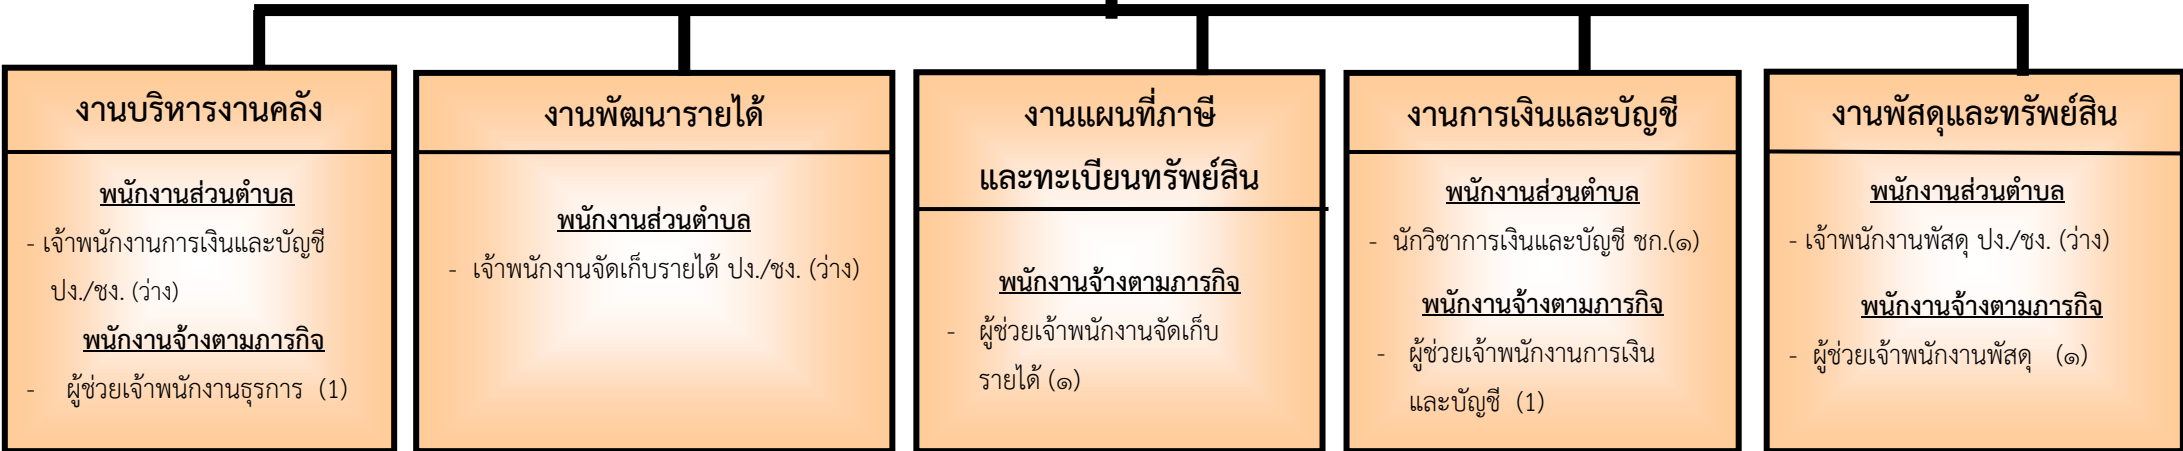 งานบริหารงานคลัง
พนักงานส่วนตำบล
- เจ้าพนักงานการเงินและบัญชี
ปง./ชง. (ว่าง)
พนักงานจ้างตามภารกิจ
- ผู้ช่วยเจ้าพนักงานธุรการ (1)
งานพัฒนารายได้
พนักงานส่วนตำบล
- เจ้าพนักงานจัดเก็บรายได้ ปง./ชง. (ว่าง)
งานแผนที่ภาษี
และทะเบียนทรัพย์สิน
พนักงานจ้างตามภารกิจ
- ผู้ช่วยเจ้าพนักงานจัดเก็บ
รายได้ (๑)
งานการเงินและบัญชี
พนักงานส่วนตำบล
- นักวิชาการเงินและบัญชี ชก.(๑)
พนักงานจ้างตามภารกิจ
- ผู้ช่วยเจ้าพนักงานการเงิน
และบัญชี (1)
งานพัสดุและทรัพย์สิน
พนักงานส่วนตำบล
- เจ้าพนักงานพัสดุ ปง./ชง. (ว่าง)
พนักงานจ้างตามภารกิจ
- ผู้ช่วยเจ้าพนักงานพัสดุ (๑)